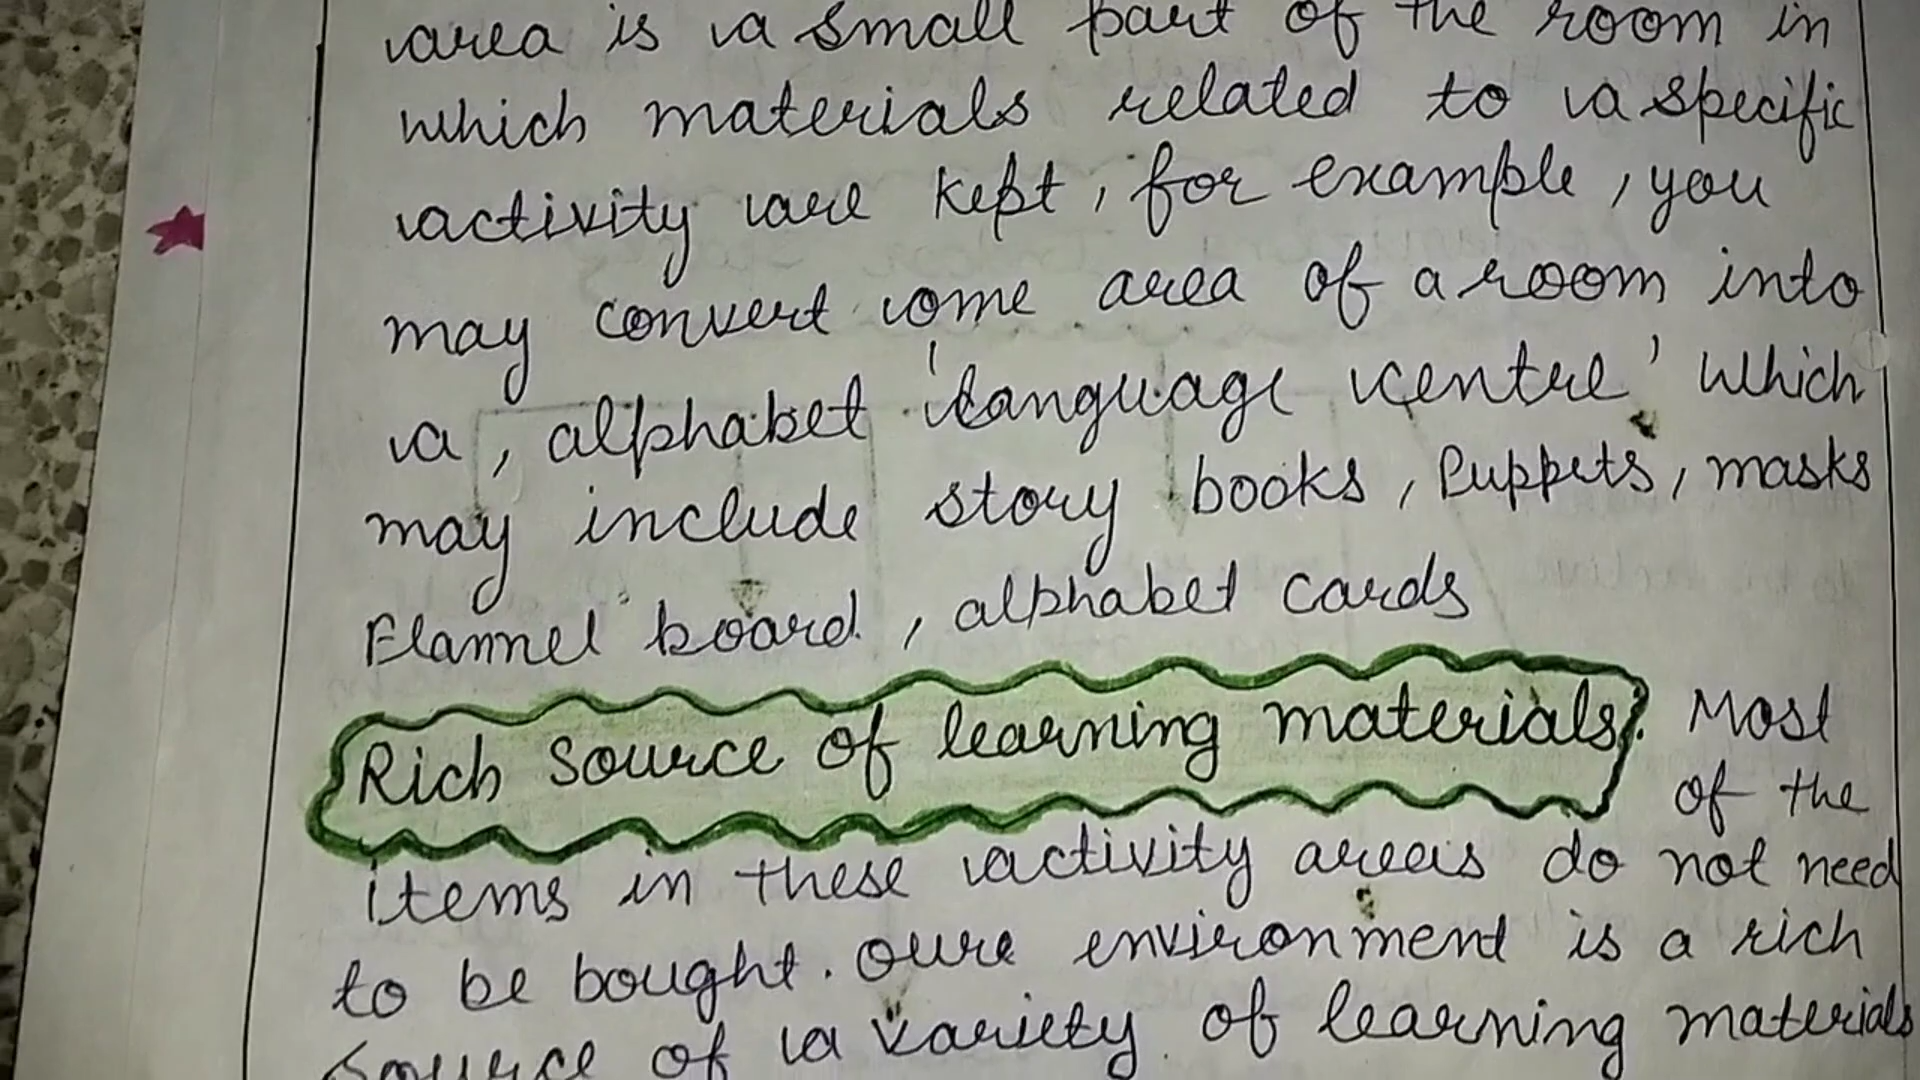 area is a small part of the room in
which materials related to a specific
activity are kept, for example, you
may convert some area of a room into
a, alphabet 'language centre' which
may include story books, Puppets, masks
Flannel board, alphabet cards
Rich source of learning materials: Most
of the
items in these activity areas do not need
to be bought. Oure environment is a rich
source of a variety of learning materials